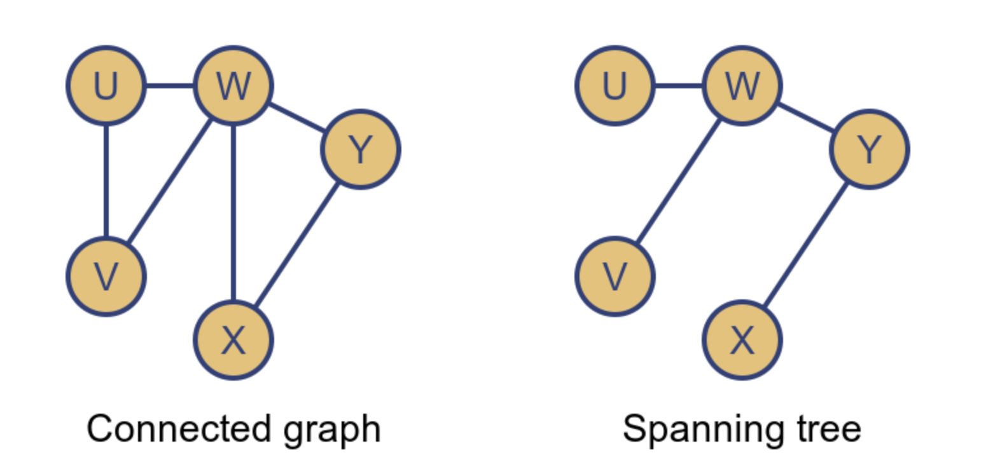 U W Y V X
Connected graph
U W Y V X
Spanning tree